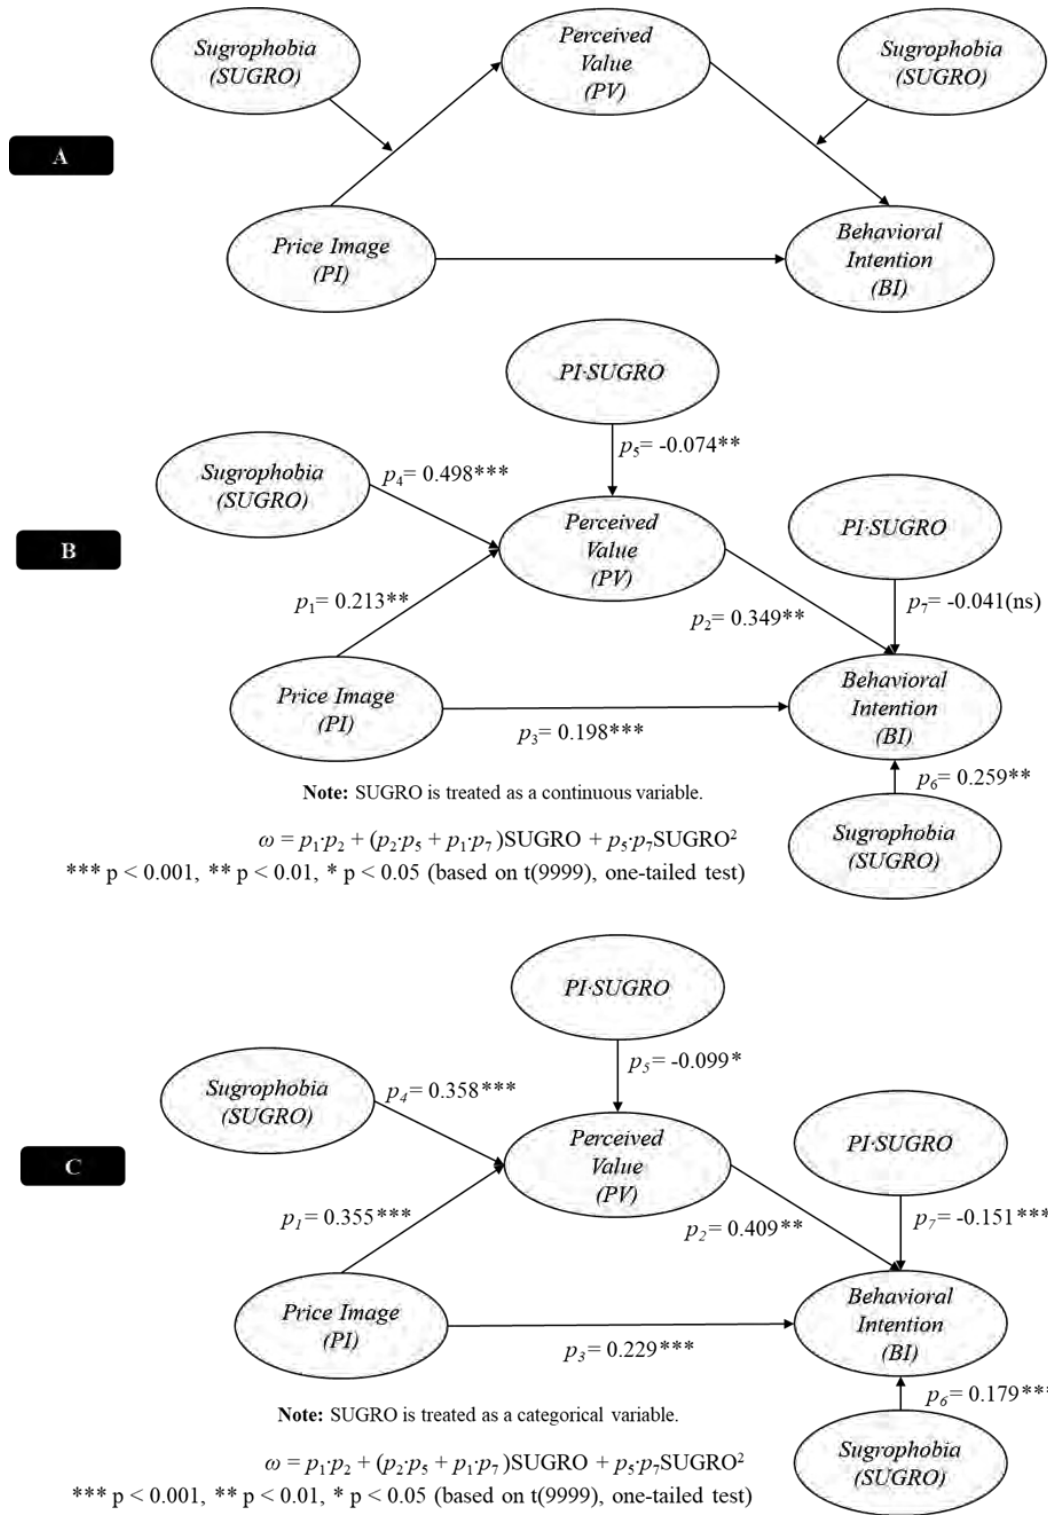 Sugrophobia
(SUGRO)
Perceived
Value
(PV)
Sugrophobia
(SUGRO)
A
Price Image
(PI)
Behavioral
Intention
(BI)
PI·SUGRO
p5= -0.074**
Sugrophobia
(SUGRO)
p4= 0.498***
Perceived
Value
(PV)
PI·SUGRO
B
p1= 0.213**
p2= 0.349**
p7= -0.041(ns)
Price Image
(PI)
p3= 0.198***
Behavioral
Intention
(BI)
p6= 0.259**
Note: SUGRO is treated as a continuous variable.
Sugrophobia
(SUGRO)
ω = p1·p2 + (p2·p5 + p1·p7)SUGRO + p5·p7SUGRO²
*** p < 0.001, ** p < 0.01, * p < 0.05 (based on t(9999), one-tailed test)
PI·SUGRO
p5= -0.099*
Sugrophobia
(SUGRO)
p4= 0.358***
Perceived
Value
(PV)
PI·SUGRO
C
p1= 0.355***
p2= 0.409**
p7= -0.151***
Price Image
(PI)
p3= 0.229***
Behavioral
Intention
(BI)
p6= 0.179***
Note: SUGRO is treated as a categorical variable.
Sugrophobia
(SUGRO)
ω = p1·p2 + (p2·p5 + p1·p7)SUGRO + p5·p7SUGRO²
*** p < 0.001, ** p < 0.01, * p < 0.05 (based on t(9999), one-tailed test)